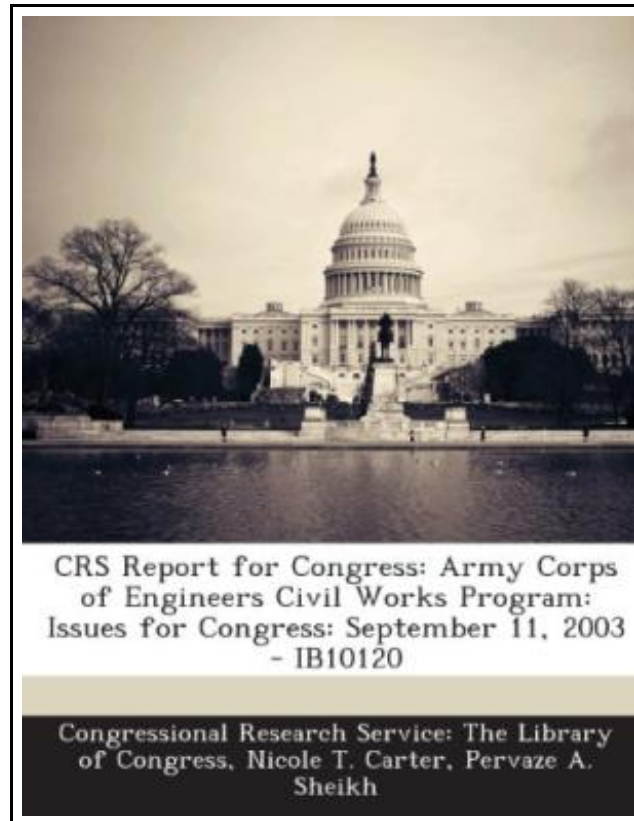 CRS Report for Congress: Army Corps
of Engineers Civil Works Program:
Issues for Congress: September 11, 2003
- IB10120
Congressional Research Service: The Library
of Congress, Nicole T. Carter, Pervaze A.
Sheikh